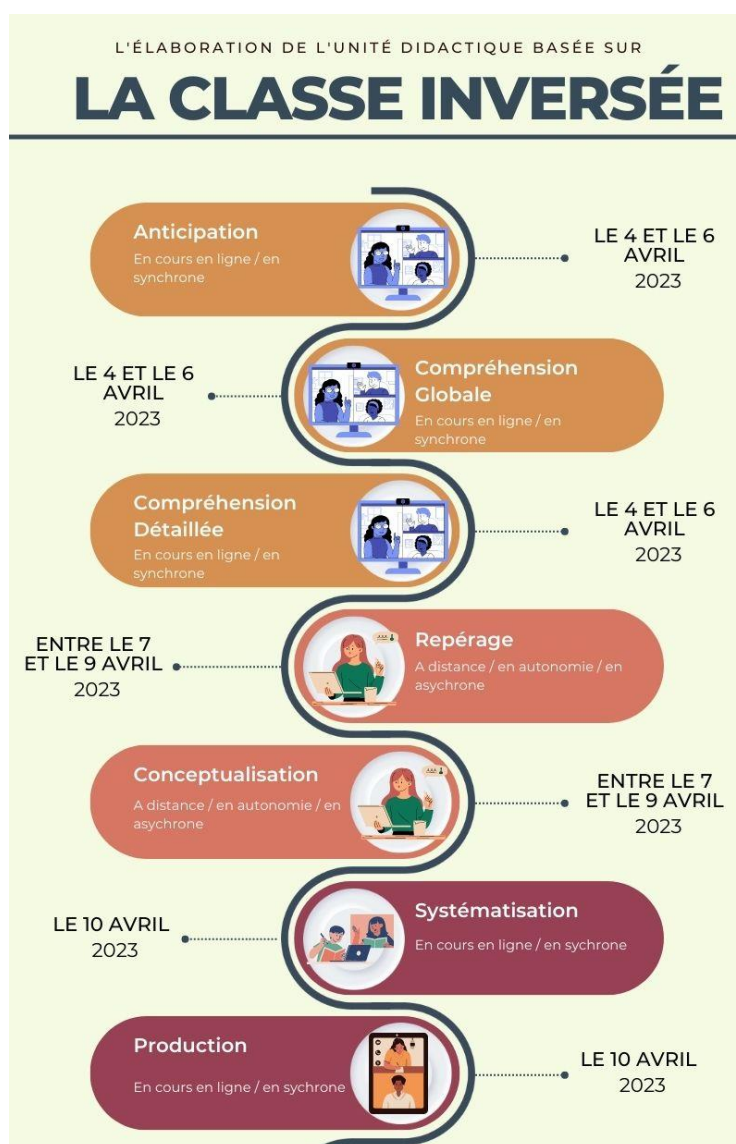 L'ÉLABORATION DE L'UNITÉ DIDACTIQUE BASÉE SUR
LA CLASSE INVERSÉE
Anticipation
En cours en ligne / en
synchrone
LE 4 ET LE 6
AVRIL
2023
LE 4 ET LE 6
AVRIL
2023
Compréhension
Globale
En cours en ligne / en
synchrone
Compréhension
Détaillée
En cours en ligne / en
synchrone
LE 4 ET LE 6
AVRIL
2023
ENTRE LE 7
ET LE 9 AVRIL
2023
Repérage
A distance / en autonomie / en
asychrone
Conceptualisation
A distance / en autonomie / en
asychrone
ENTRE LE 7
ET LE 9 AVRIL
2023
LE 10 AVRIL
2023
Systématisation
En cours en ligne / en sychrone
Production
En cours en ligne / en sychrone
LE 10 AVRIL
2023